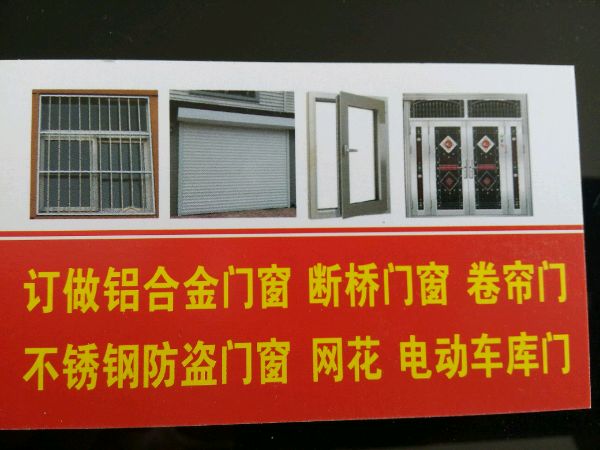 订做铝合金门窗 断桥门窗 卷帘门
不锈钢防盗门窗 网花 电动车库门